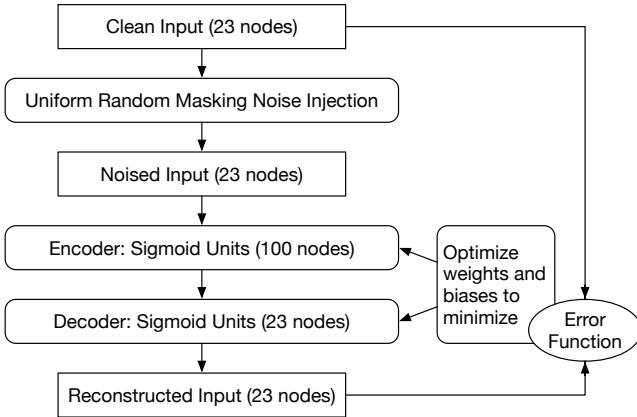 Clean Input (23 nodes)
Uniform Random Masking Noise Injection
Noised Input (23 nodes)
Encoder: Sigmoid Units (100 nodes)
Optimize
weights and
biases to
minimize
Decoder: Sigmoid Units (23 nodes)
Error
Function
Reconstructed Input (23 nodes)